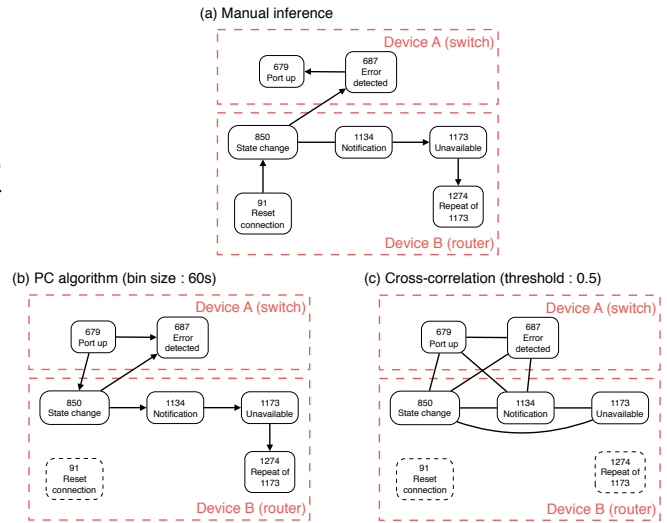 (a) Manual inference
Device A (switch)
679
Port up
687
Error
detected
850
State change
1134
Notification
1173
Unavailable
91
Reset
connection
1274
Repeat of
1173
Device B (router)
(b) PC algorithm (bin size : 60s)
Device A (switch)
679
Port up
687
Error
detected
850
State change
1134
Notification
1173
Unavailable
91
Reset
connection
1274
Repeat of
1173
Device B (router)
(c) Cross-correlation (threshold : 0.5)
Device A (switch)
679
Port up
687
Error
detected
850
State change
1134
Notification
1173
Unavailable
91
Reset
connection
1274
Repeat of
1173
Device B (router)